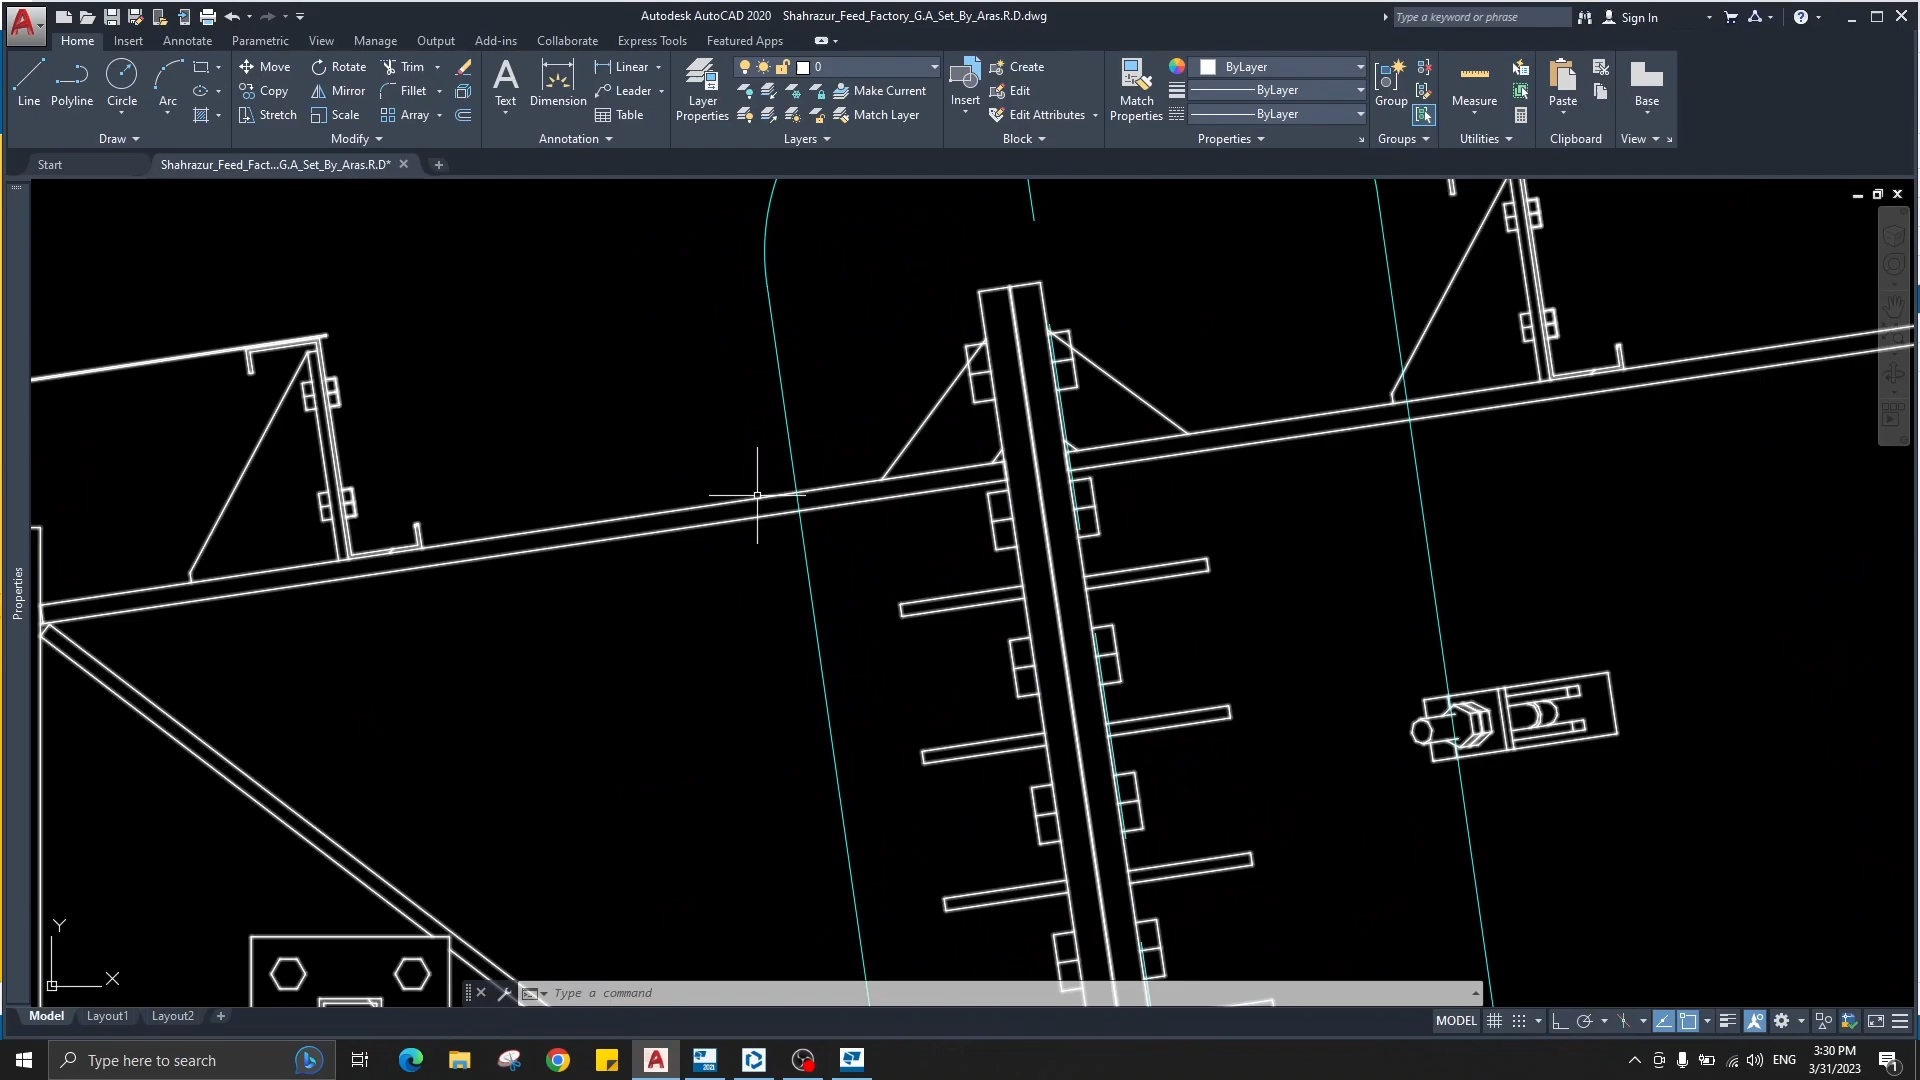 Autodesk AutoCAD 2020 Shahrazur_Feed_Factory_G.A_Set_By_Aras.R.D.dwg
Type a keyword or phrase
Sign In
Home Insert Annotate Parametric View Manage Output Add-ins Collaborate Express Tools Featured Apps
Line Polyline Circle Arc
Move Rotate Trim
Copy Mirror Fillet
Stretch Scale Array
Text Dimension
Linear
Leader
Table
Layer Properties
0
Make Current
Match Layer
Insert
Create
Edit
Edit Attributes
Match Properties
ByLayer
ByLayer
ByLayer
Group
Measure
Paste
Base
Draw Modify Annotation Layers Block Properties Groups Utilities Clipboard View
Start Shahrazur_Feed_Fact...G.A_Set_By_Aras.R.D*
Properties
Y
X
Type a command
Model Layout1 Layout2
MODEL
Type here to search
2021
ENG
3:30 PM
3/31/2023
1